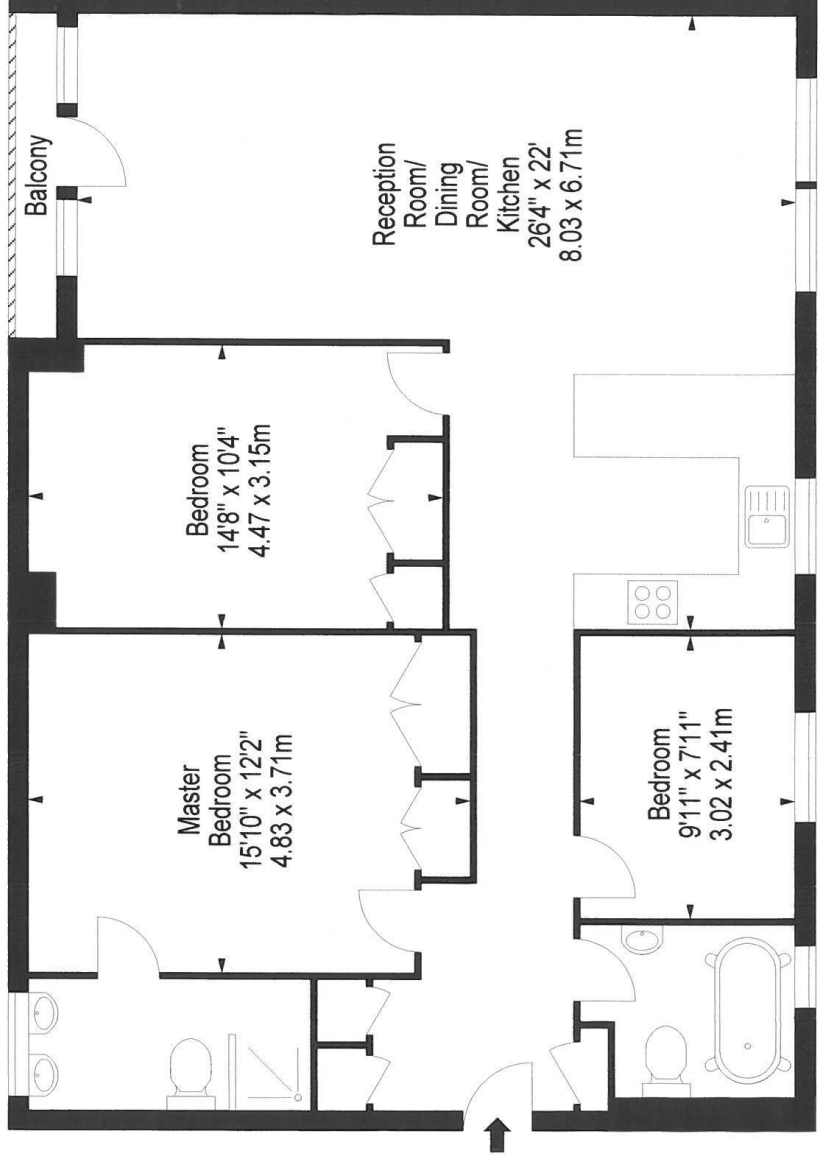 Balcony
Reception
Room/
Dining
Room/
Kitchen
26'4" x 22'
8.03 x 6.71m
Bedroom
14'8" x 10'4"
4.47 x 3.15m
Master
Bedroom
15'10" x 12'2"
4.83 x 3.71m
Bedroom
9'11" x 7'11"
3.02 x 2.41m